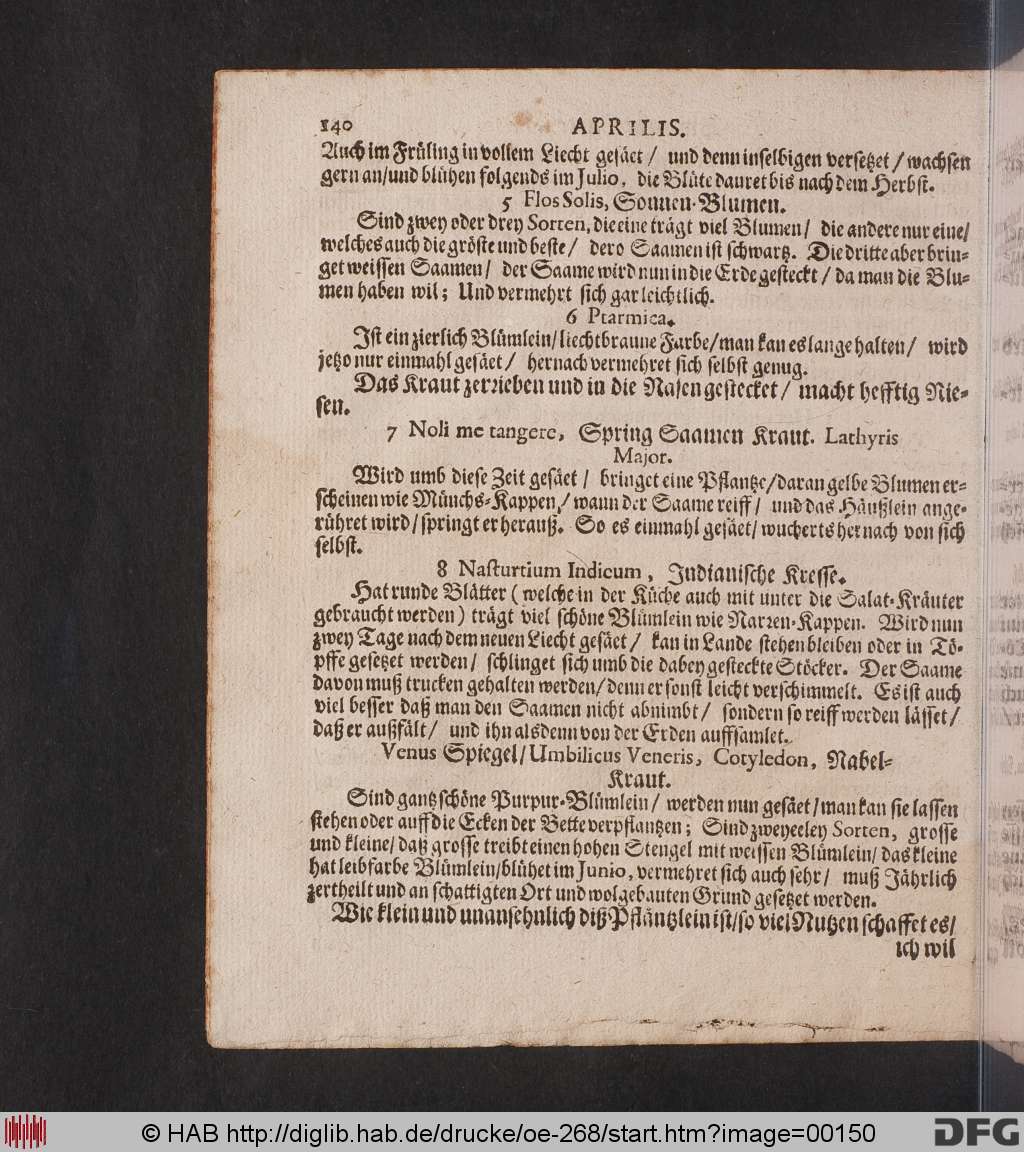 140 APRILIS.
Auch im Früling in vollem Liecht gesäet / und denn inselbigen versetzet / wachsen
gern an/und blühen folgends im Julio, die Blüte dauret bis nach dem Herbst.
5 Flos Solis, Sonnen-Blumen.
Sind zwey oder drey Sorten, die eine trägt viel Blumen / die andere nur eine/
welches auch die gröste und beste / dero Saamen ist schwartz. Die dritte aber brin-
get weissen Saamen / der Saame wird nun in die Erde gesteckt / da man die Blu-
men haben wil; Und vermehrt sich gar leichtlich.
6 Ptarmica.
Ist ein zierlich Blümlein/liechtbraune Farbe/man kan es lange halten / wird
jetzo nur einmahl gesäet / hernach vermehret sich selbst genug.
Das Kraut zerrieben und in die Nasen gestecket / macht hefftig Nie-
sen.
7 Noli me tangere, Spring Saamen Kraut. Lathyris
Major.
Wird umb diese Zeit gesäet / bringet eine Pflantze/daran gelbe Blumen er-
scheinen wie Münchs-Kappen / wann der Saame reiff / und das Häußlein ange-
rühret wird/springt er herauß. So es einmahl gesäet/wucherts hernach von sich
selbst.
8 Nasturtium Indicum, Indianische Kresse.
Hat runde Blätter (welche in der Küche auch mit unter die Salat-Kräuter
gebraucht werden) trägt viel schöne Blümlein wie Narren-Kappen. Wird nun
zwey Tage nach dem neuen Liecht gesäet / kan in Lande stehen bleiben oder in Tö-
pffe gesetzet werden / schlinget sich umb die dabey gesteckte Stöcker. Der Saame
davon muß trucken gehalten werden/denn er sonst leicht verschimmelt. Es ist auch
viel besser daß man den Saamen nicht abnimbt / sondern so reiff werden lässet /
daß er außfält / und ihn alsdenn von der Erden auffsamlet.
Venus Spiegel/Umbilicus Veneris, Cotyledon, Nabel-
Kraut.
Sind gantz schöne Purpur-Blümlein / werden nun gesäet/man kan sie lassen
stehen oder auff die Ecken der Bette verpflantzen; Sind zweyeeley Sorten, grosse
und kleine/daß grosse treibt einen hohen Stengel mit weissen Blümlein/das kleine
hat leibfarbe Blümlein/blühet im Junio, vermehret sich auch sehr / muß Jährlich
zertheilt und an schattigten Ort und wolgebauten Grund gesetzet werden.
Wie klein und unansehnlich diß Pfläntzlein ist/so viel Nutzen schaffet es/
ich wil
© HAB http://diglib.hab.de/drucke/oe-268/start.htm?image=00150
DFG